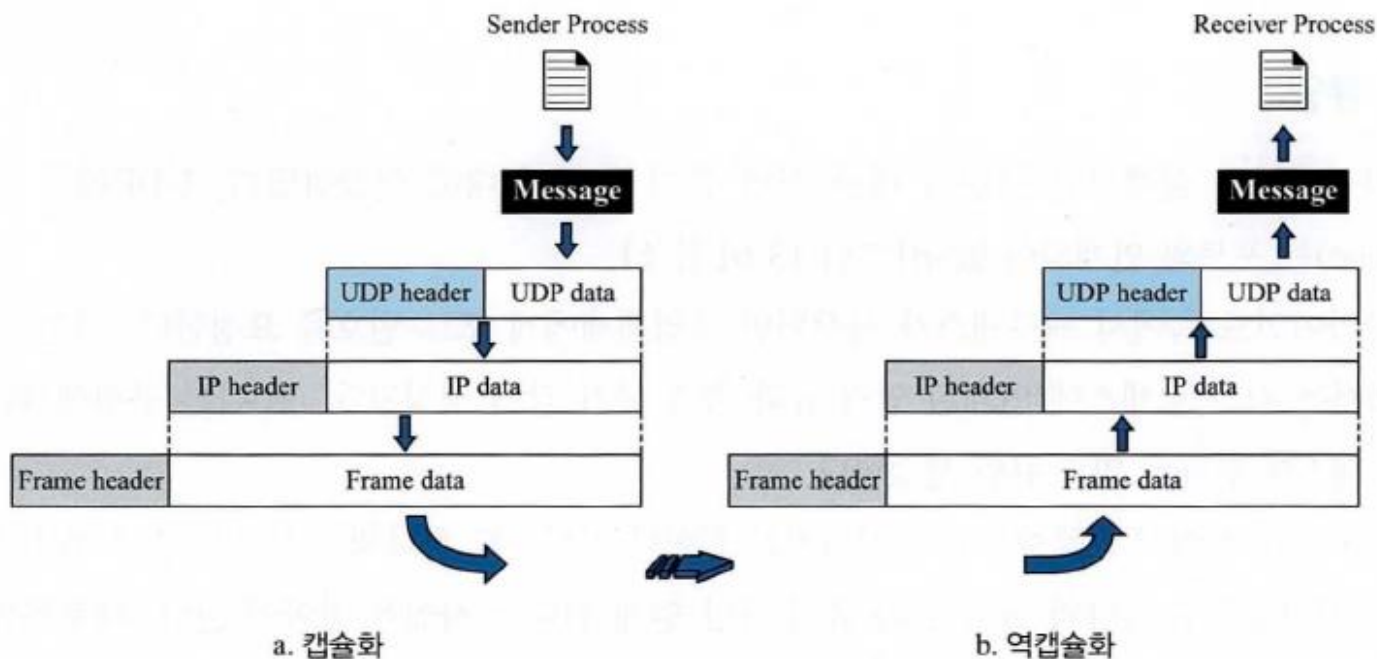 Sender Process
Message
UDP header UDP data
IP header IP data
Frame header Frame data
a. 캡슐화
Receiver Process
Message
UDP header UDP data
IP header IP data
Frame header Frame data
b. 역캡슐화